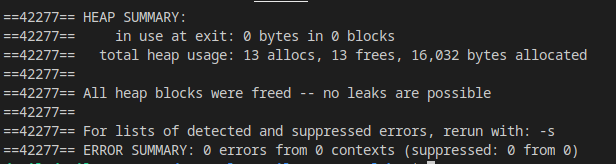 ==42277== HEAP SUMMARY:
==42277==     in use at exit: 0 bytes in 0 blocks
==42277==   total heap usage: 13 allocs, 13 frees, 16,032 bytes allocated
==42277==
==42277== All heap blocks were freed -- no leaks are possible
==42277==
==42277== For lists of detected and suppressed errors, rerun with: -s
==42277== ERROR SUMMARY: 0 errors from 0 contexts (suppressed: 0 from 0)